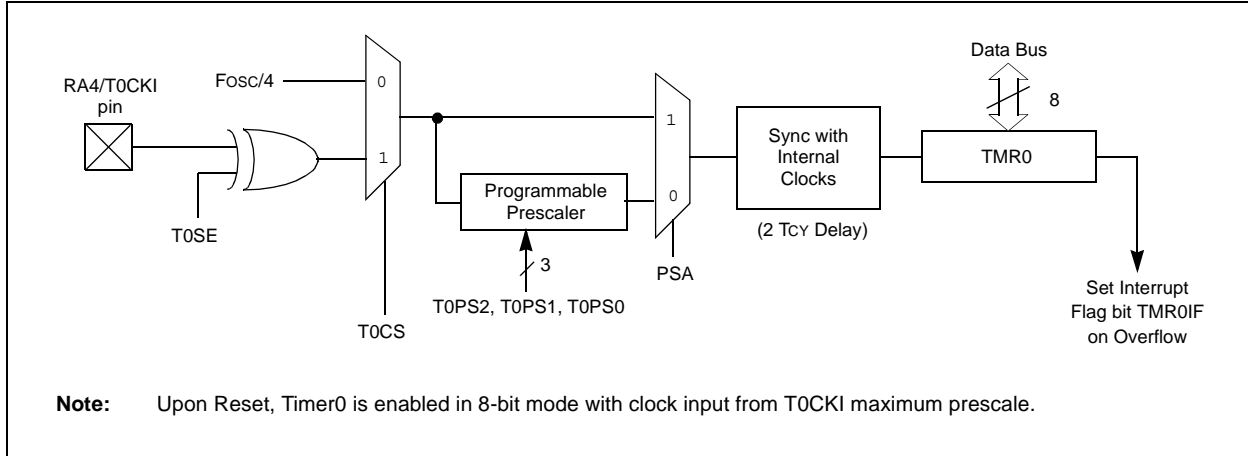 Data Bus
8
RA4/T0CKI
pin
FOSC/4
0
1
1
0
Sync with
Internal
Clocks
TMR0
Programmable
Prescaler
(2 TCY Delay)
T0SE
3
PSA
T0PS2, T0PS1, T0PS0
T0CS
Set Interrupt
Flag bit TMR0IF
on Overflow
Note: Upon Reset, Timer0 is enabled in 8-bit mode with clock input from T0CKI maximum prescale.